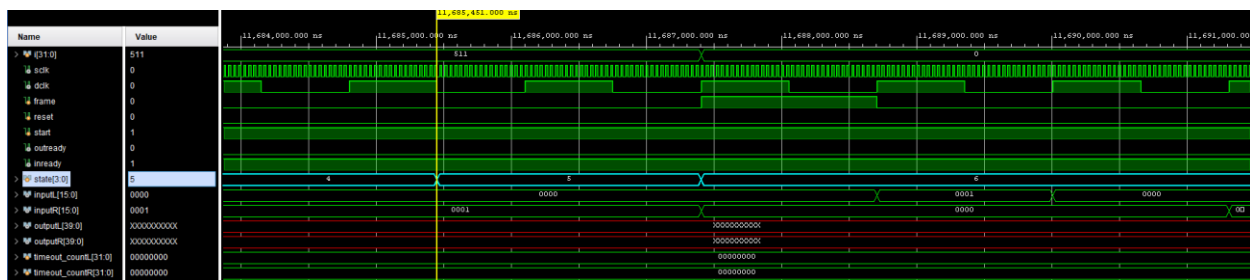 11,685,451.000 ns
Name Value 11,684,000.000 ns 11,685,000.000 ns 11,686,000.000 ns 11,687,000.000 ns 11,688,000.000 ns 11,689,000.000 ns 11,690,000.000 ns 11,691,000.00
i[31:0] 511 511 0
sclk 0
dclk 0
frame 0
reset 0
start 1
outready 0
inready 1
state[3:0] 5 4 5 6
inputL[15:0] 0000 0000 0001 0000
inputR[15:0] 0001 0001 0000
outputL[39:0] XXXXXXXXXX XXXXXXXXXX
outputR[39:0] XXXXXXXXXX XXXXXXXXXX
timeout_countL[31:0] 00000000 00000000
timeout_countR[31:0] 00000000 00000000